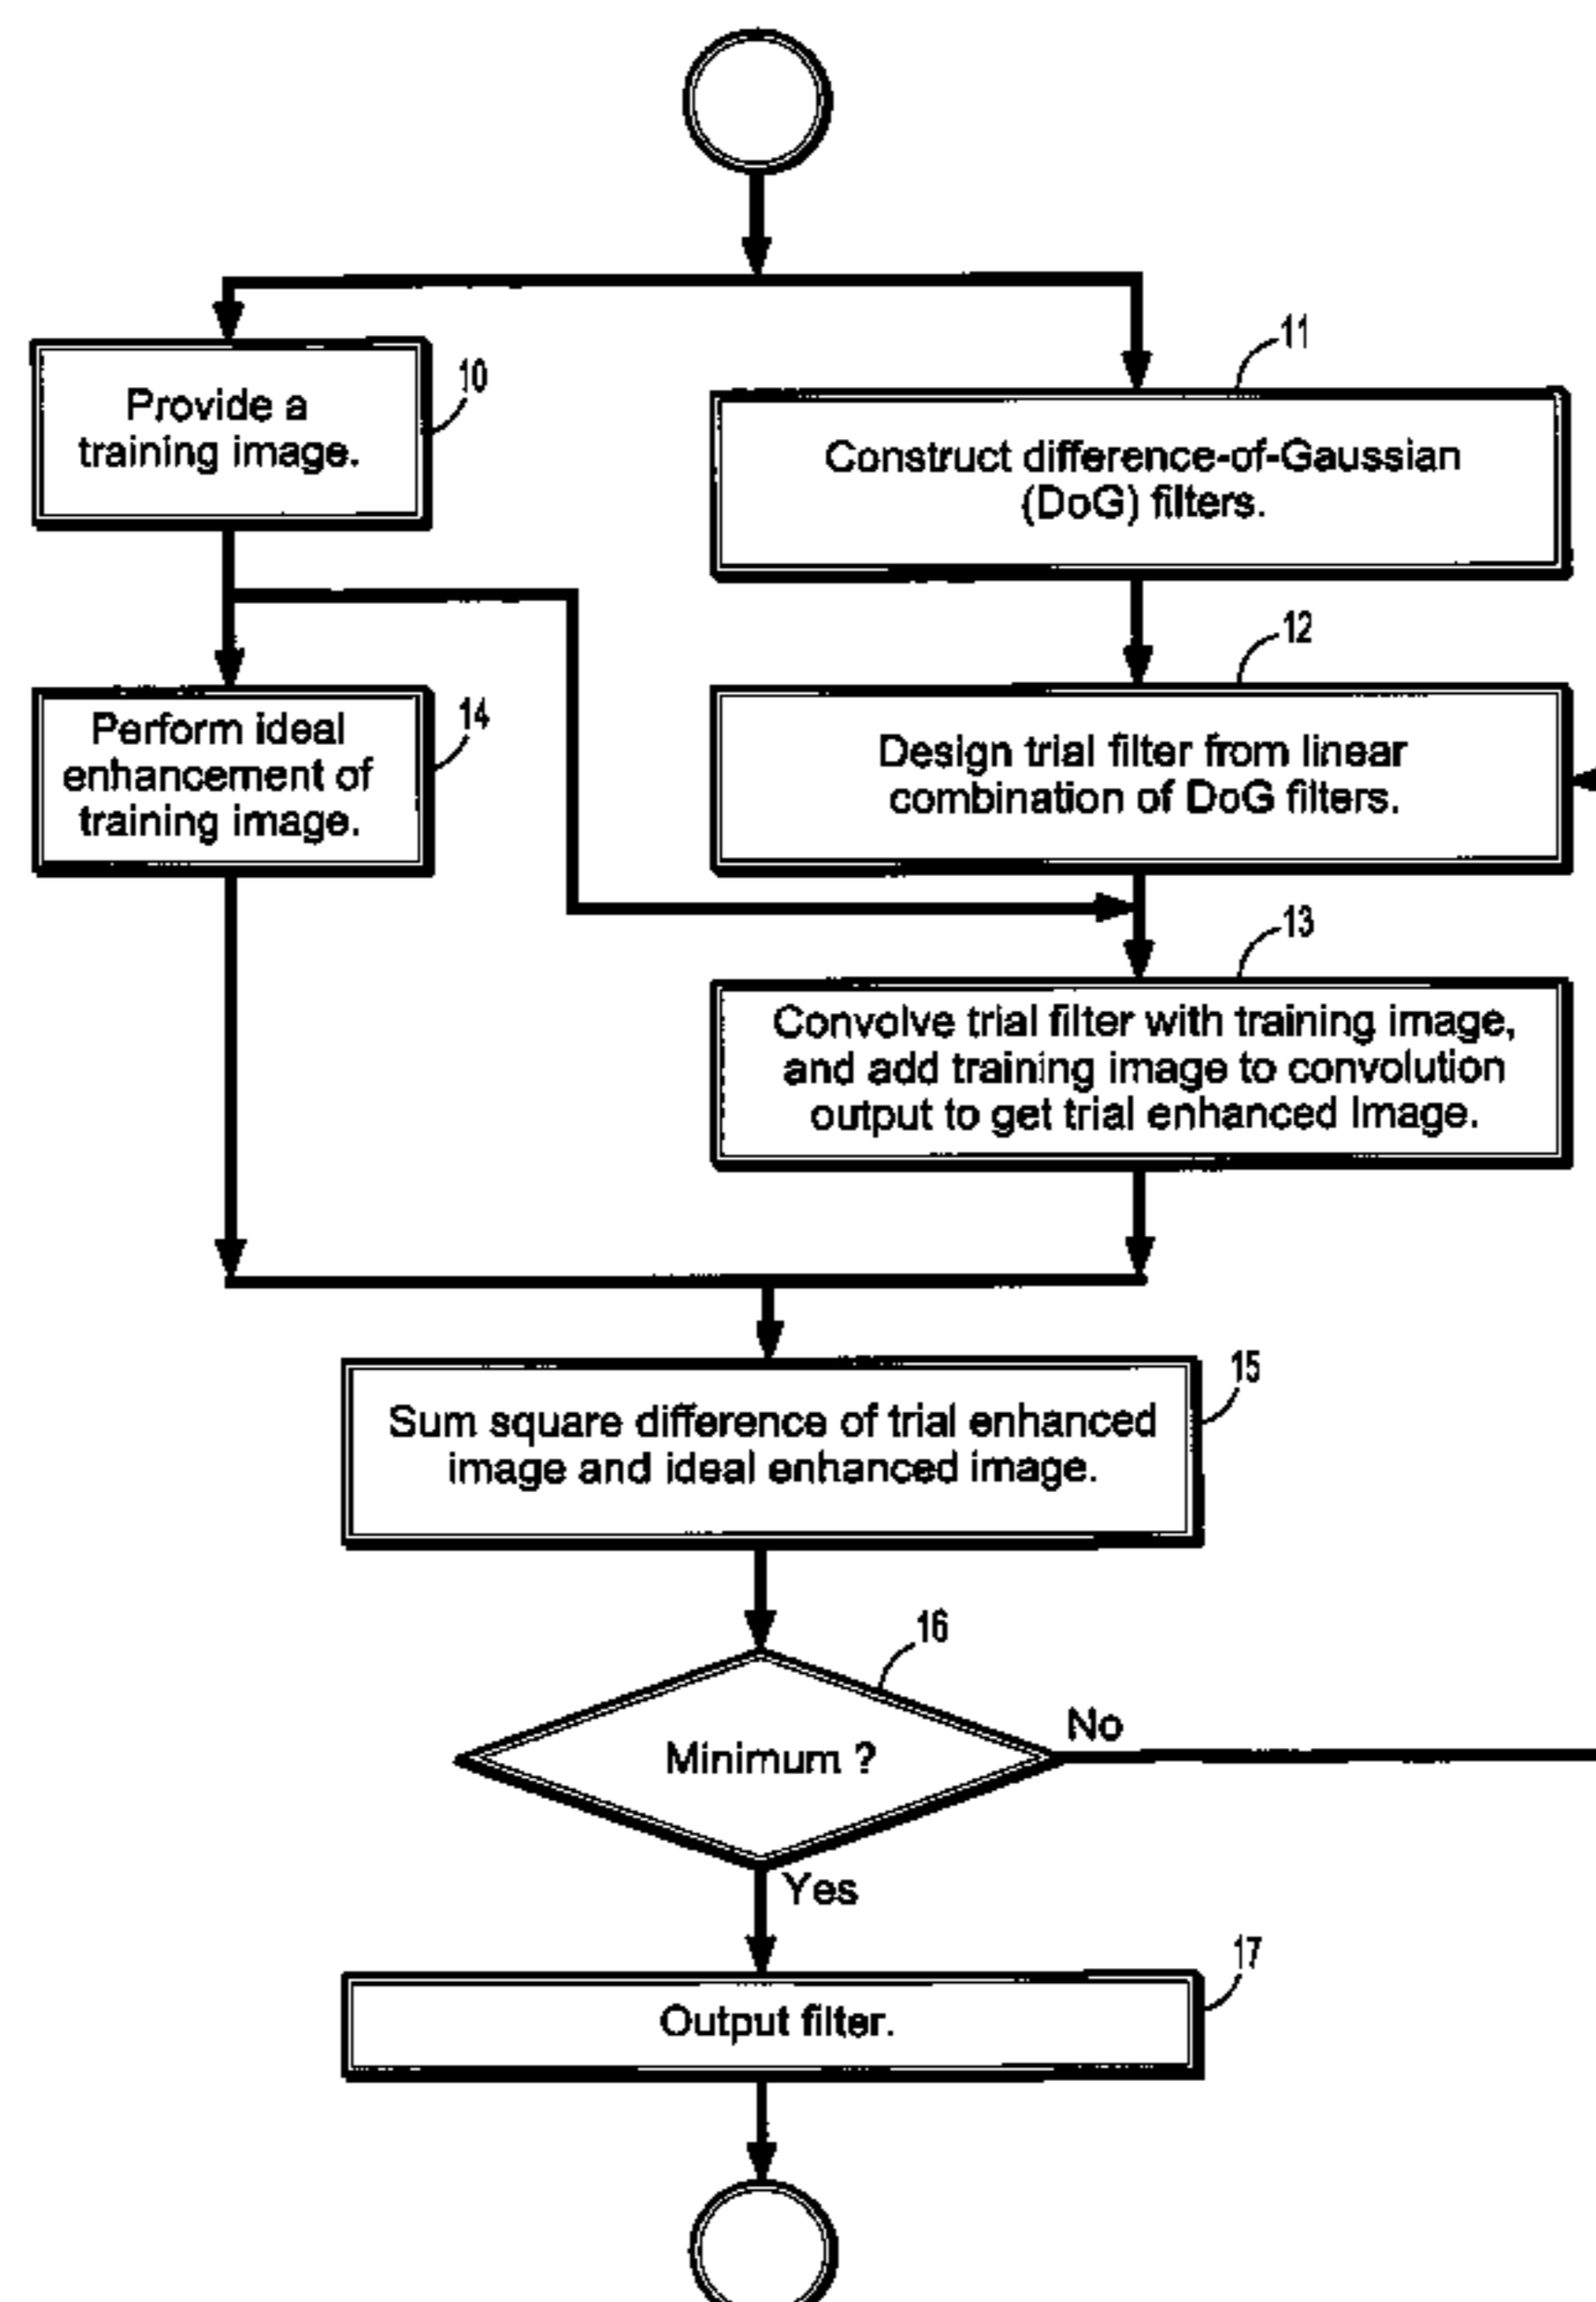 11
10
Provide a
training image.
Construct difference-of-Gaussian
(DoG) filters.
12
14
Perform ideal
enhancement of
training image.
Design trial filter from linear
combination of DoG filters.
13
Convolve trial filter with training image,
and add training image to convolution
output to get trial enhanced image.
15
Sum square difference of trial enhanced
image and ideal enhanced image.
16
No
Minimum ?
Yes
17
Output filter.